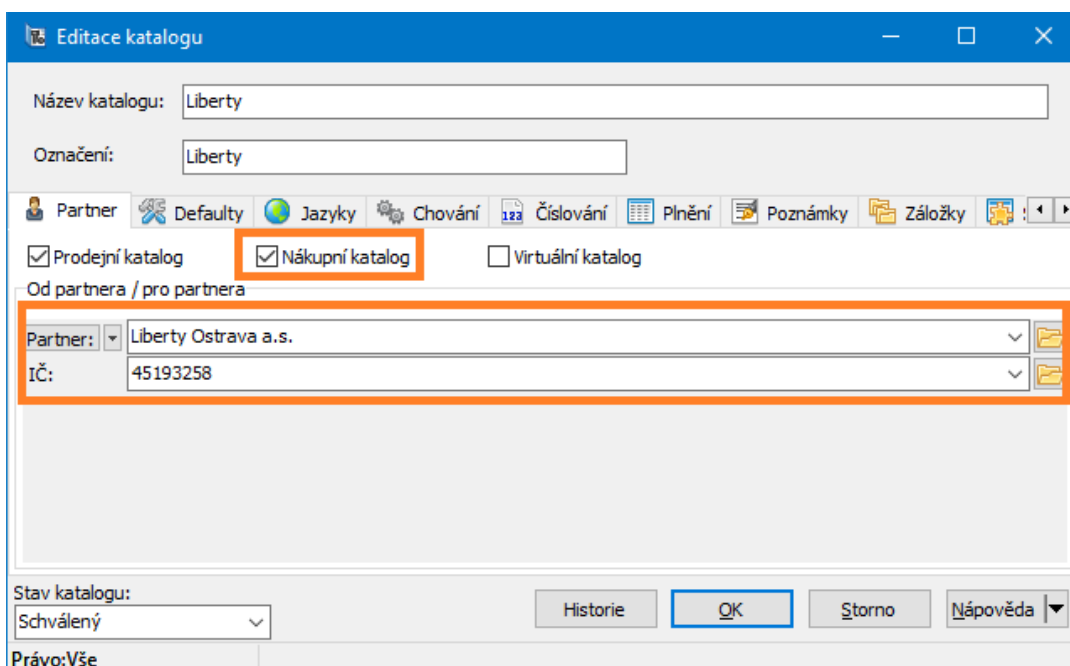 Editace katalogu
Název katalogu: Liberty
Označení: Liberty
Partner Defaulty Jazyky Chování 123 Číslování Plnění Poznámky Záložky
Prodejní katalog Nákupní katalog Virtuální katalog
Od partnera / pro partnera
Partner: Liberty Ostrava a.s.
IČ: 45193258
Stav katalogu:
Schválený Historie OK Storno Nápověda
Právo:Vše